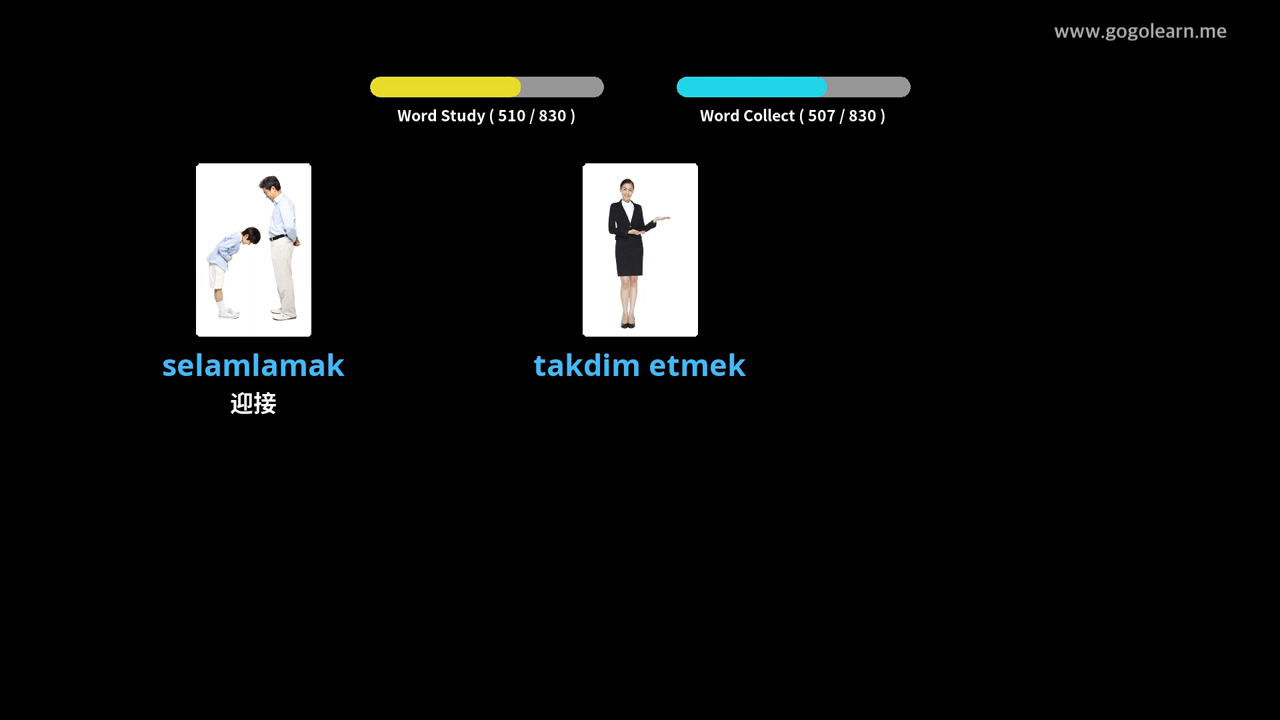 www.gogolearn.me
Word Study ( 510 / 830 )
Word Collect ( 507 / 830 )
selamlamak
takdim etmek
迎接